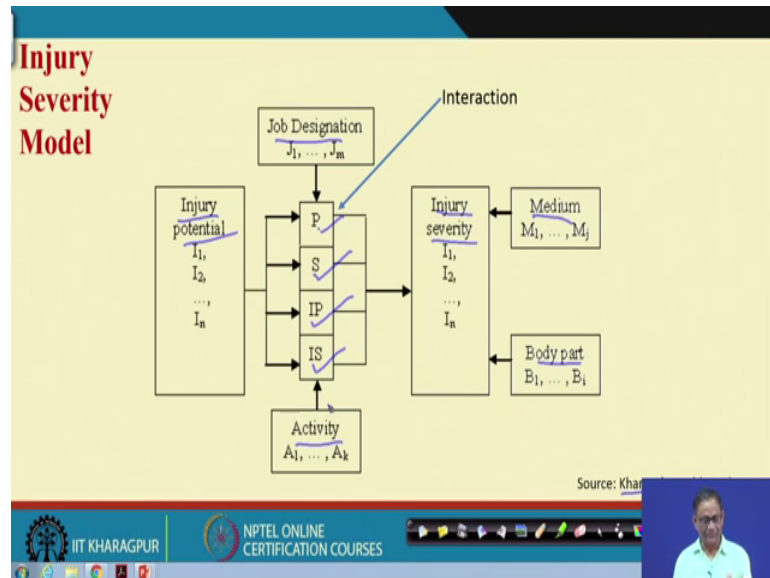 Injury
Severity
Model
Interaction
Job Designation
J1, ... , Jm
Injury
potential
I1,
I2,
...,
In
P
S
IP
IS
Injury
severity
I1,
I2,
...,
In
Medium
M1, ... , Mj
Body part
B1, ... , Bi
Activity
A1, ... , Ak
Source:
IIT KHARAGPUR
NPTEL ONLINE
CERTIFICATION COURSES